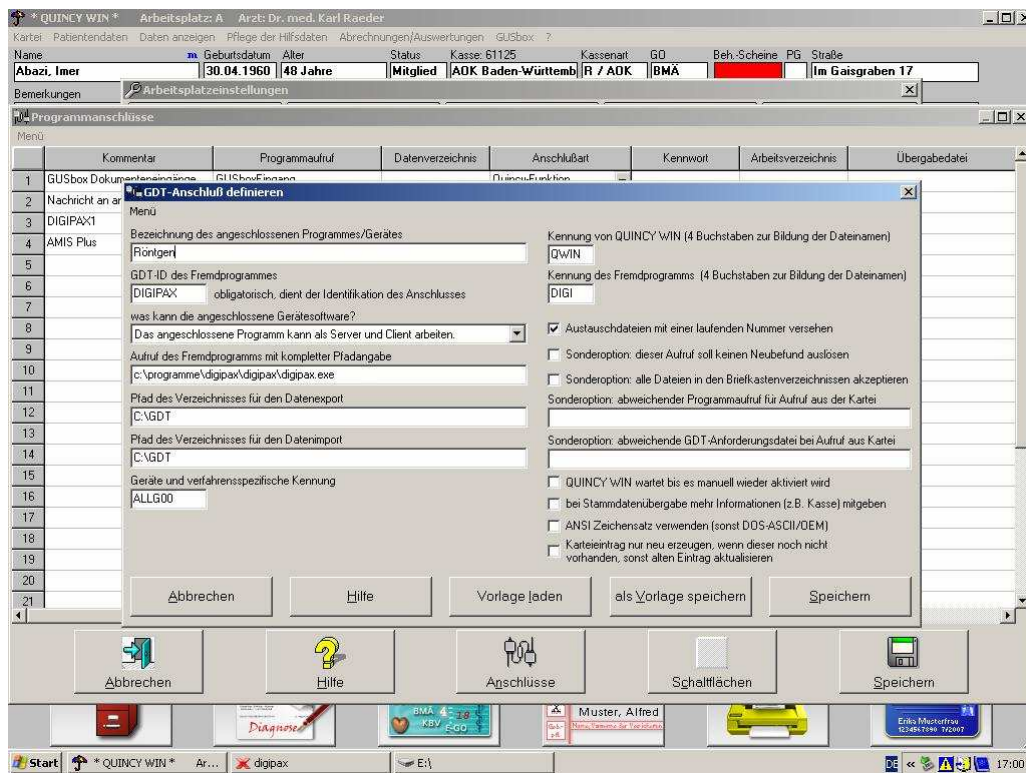 * QUINCY WIN * Arbeitsplatz: A Arzt: Dr. med. Karl Raeder
Kartei Patientendaten Daten anzeigen Pflege der Hilfsdaten Abrechnungen/Auswertungen GUSbox ?
Name m Geburtsdatum Alter Status Kasse: 61125 Kassenart GO Beh.-Scheine PG Straße
Abazi, Imer 30.04.1960 48 Jahre Mitglied AOK Baden-Württemb R / AOK BMÄ Im Gaisgraben 17
Bemerkungen
Arbeitsplatzeinstellungen
Programmanschlüsse
Menü
Kommentar Programmaufruf Datenverzeichnis Anschlußart Kennwort Arbeitsverzeichnis Übergabedatei
1 GUSbox Dokumenteneingänge GUSboxEingang Quincy-Funktion
2 Nachricht an ar
3 DIGIPAX1
4 AMIS Plus
5
6
7
8
9
10
11
12
13
14
15
16
17
18
19
20
21
GDT-Anschluß definieren
Menü
Bezeichnung des angeschlossenen Programmes/Gerätes
Röntgen
GDT-ID des Fremdprogrammes
DIGIPAX obligatorisch, dient der Identifikation des Anschlusses
was kann die angeschlossene Gerätesoftware?
Das angeschlossene Programm kann als Server und Client arbeiten.
Aufruf des Fremdprogramms mit kompletter Pfadangabe
c:\programme\digipax\digipax\digipax.exe
Pfad des Verzeichnisses für den Datenexport
C:\GDT
Pfad des Verzeichnisses für den Datenimport
C:\GDT
Geräte und verfahrensspezifische Kennung
ALLG00
Kennung von QUINCY WIN (4 Buchstaben zur Bildung der Dateinamen)
QWIN
Kennung des Fremdprogramms (4 Buchstaben zur Bildung der Dateinamen)
DIGI
Austauschdateien mit einer laufenden Nummer versehen
Sonderoption: dieser Aufruf soll keinen Neubefund auslösen
Sonderoption: alle Dateien in den Briefkastenverzeichnissen akzeptieren
Sonderoption: abweichender Programmaufruf für Aufruf aus der Kartei
Sonderoption: abweichende GDT-Anforderungsdatei bei Aufruf aus Kartei
QUINCY WIN wartet bis es manuell wieder aktiviert wird
bei Stammdatenübergabe mehr Informationen (z.B. Kasse) mitgeben
ANSI Zeichensatz verwenden (sonst DOS-ASCII/OEM)
Karteieintrag nur neu erzeugen, wenn dieser noch nicht
vorhanden, sonst alten Eintrag aktualisieren
Abbrechen Hilfe Vorlage laden als Vorlage speichern Speichern
Abbrechen Hilfe Anschlüsse Schaltflächen Speichern
Diagnose
BMÄ 4
KBV E-GO 18
Muster, Alfred
Erika Musterfrau
1234567890 7/2007
Start * QUINCY WIN * Ar... digipax E:\ DE « 17:00